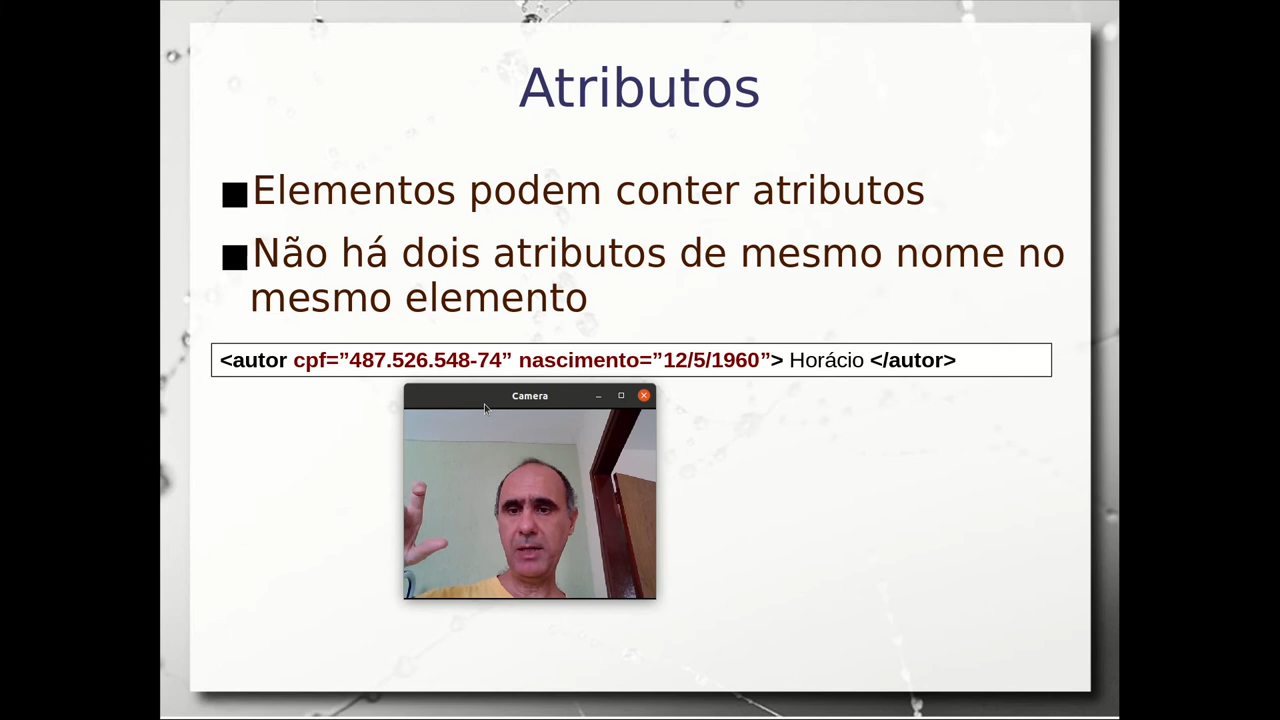 Atributos
Elementos podem conter atributos
Não há dois atributos de mesmo nome no
mesmo elemento
<autor cpf=”487.526.548-74” nascimento=”12/5/1960”> Horácio </autor>
Camera